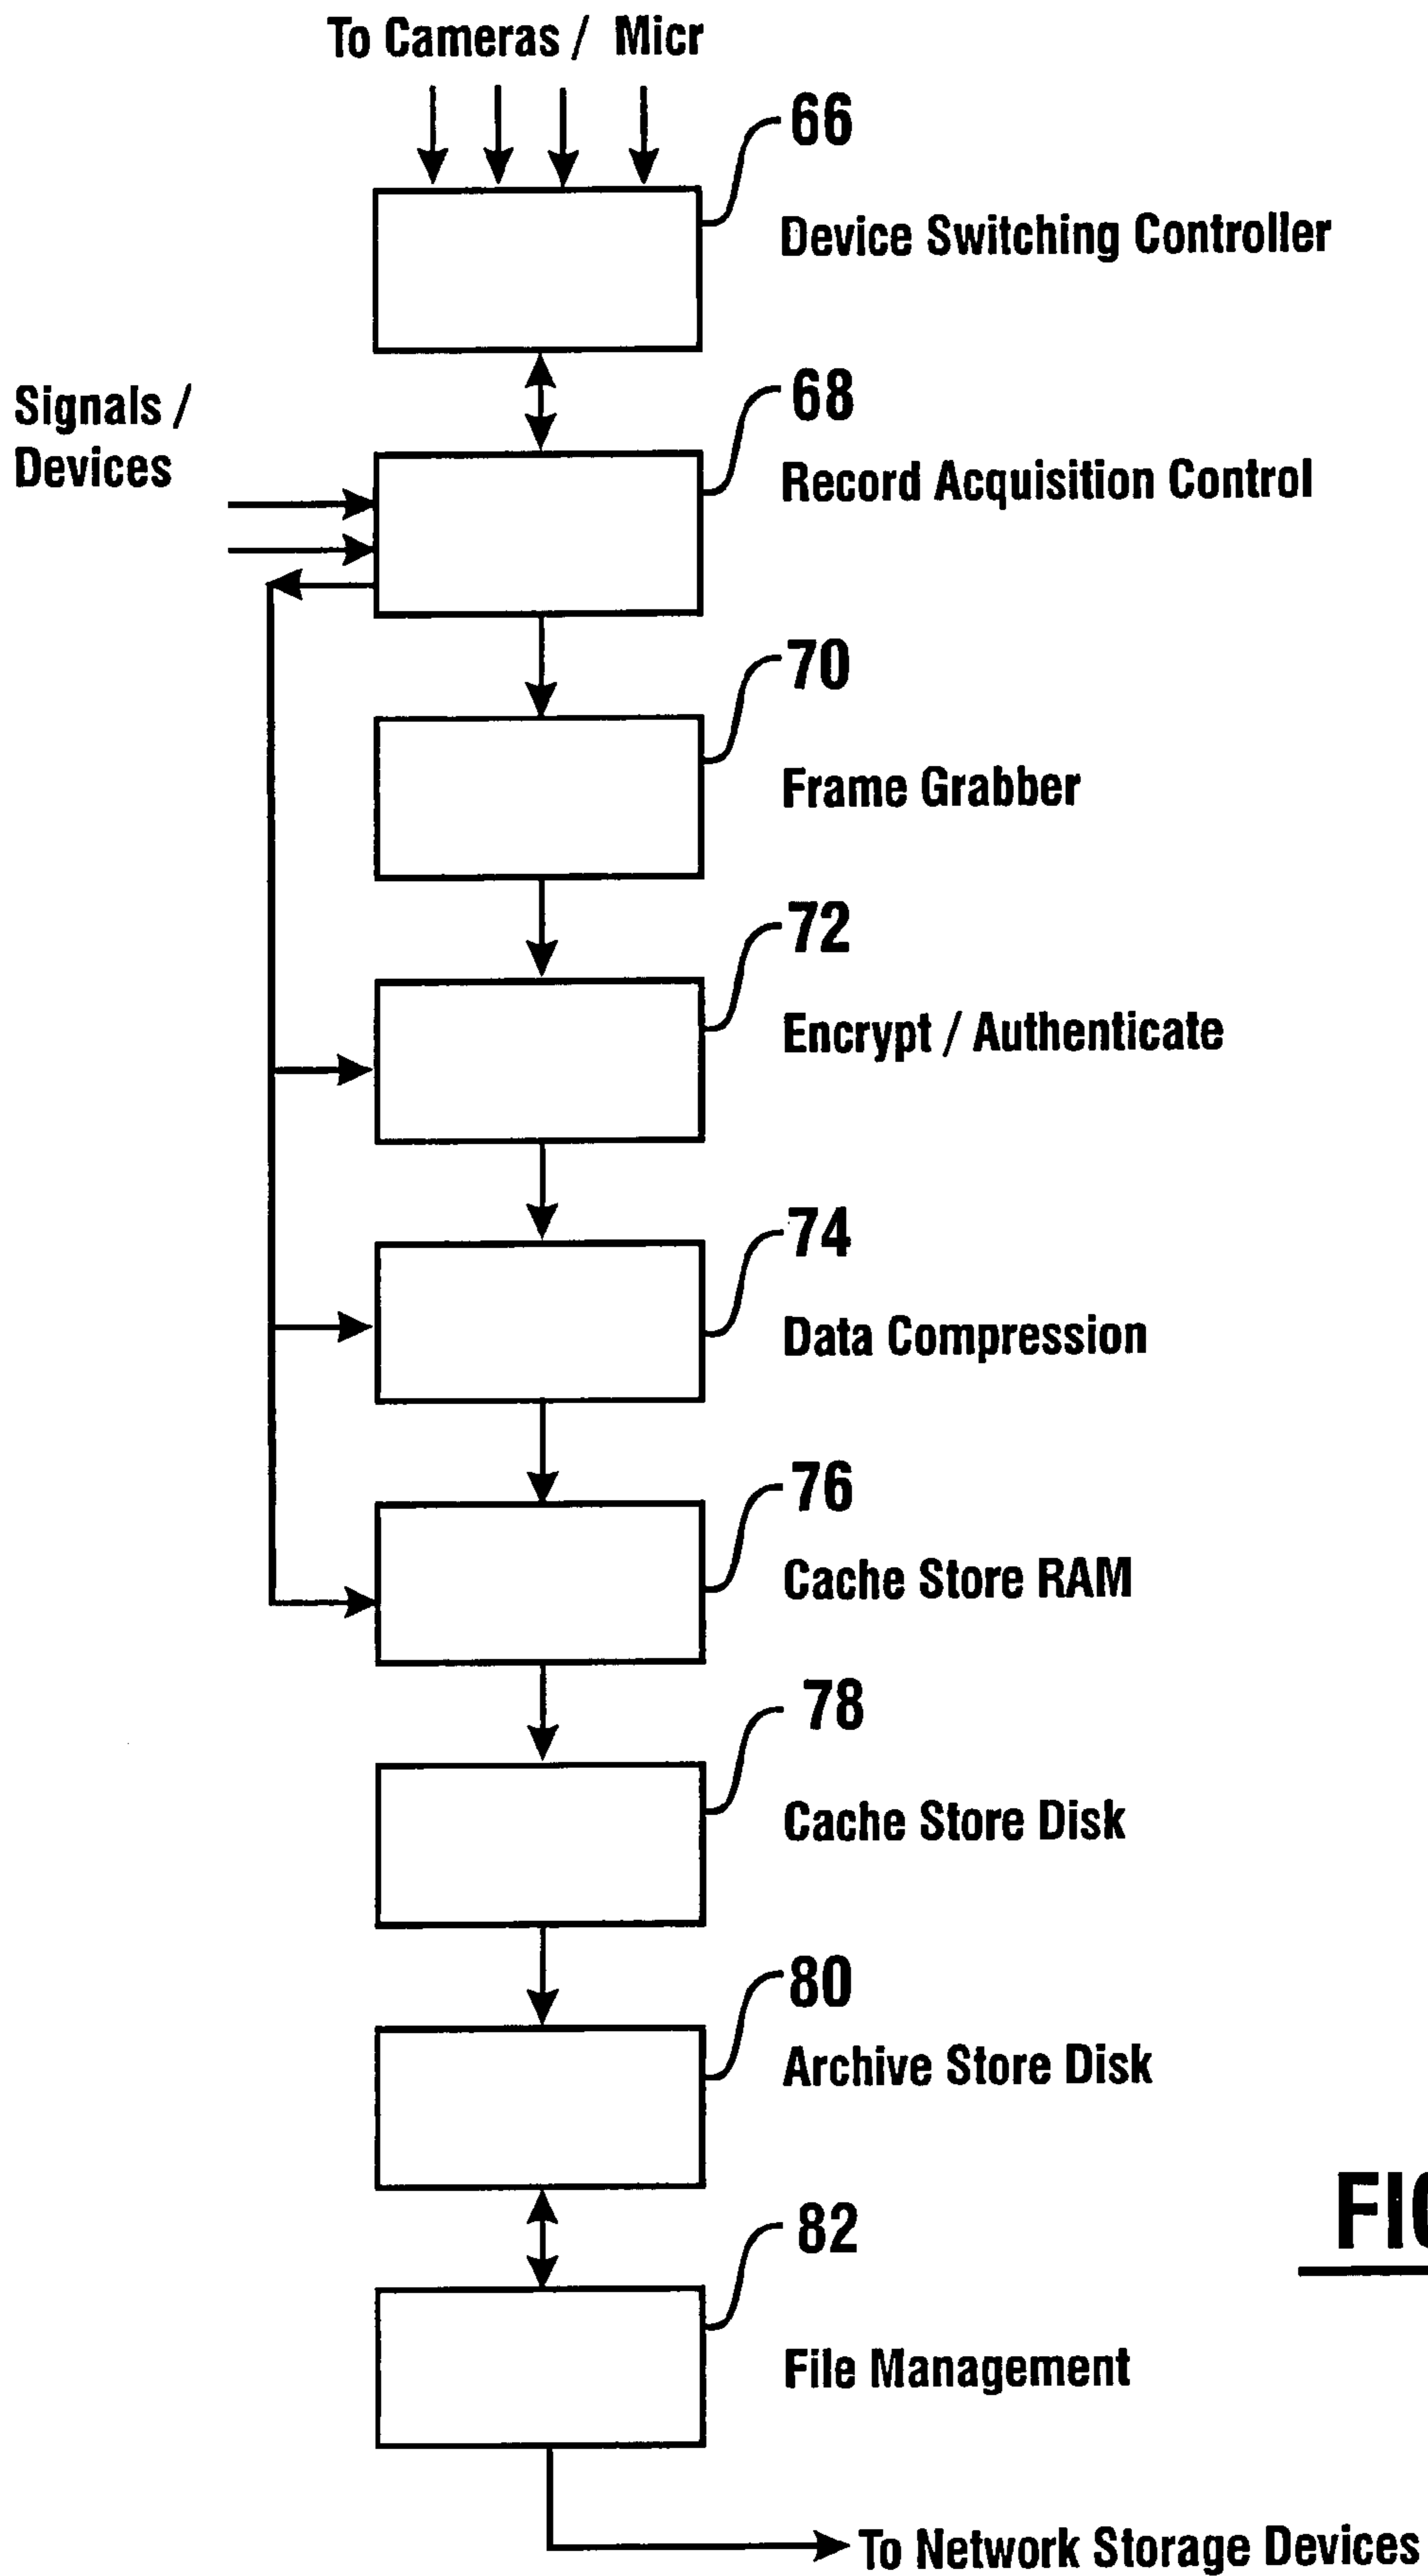 To Cameras / Micr
66
Device Switching Controller
Signals /
Devices
68
Record Acquisition Control
70
Frame Grabber
72
Encrypt / Authenticate
74
Data Compression
76
Cache Store RAM
78
Cache Store Disk
80
Archive Store Disk
82
File Management
To Network Storage Devices